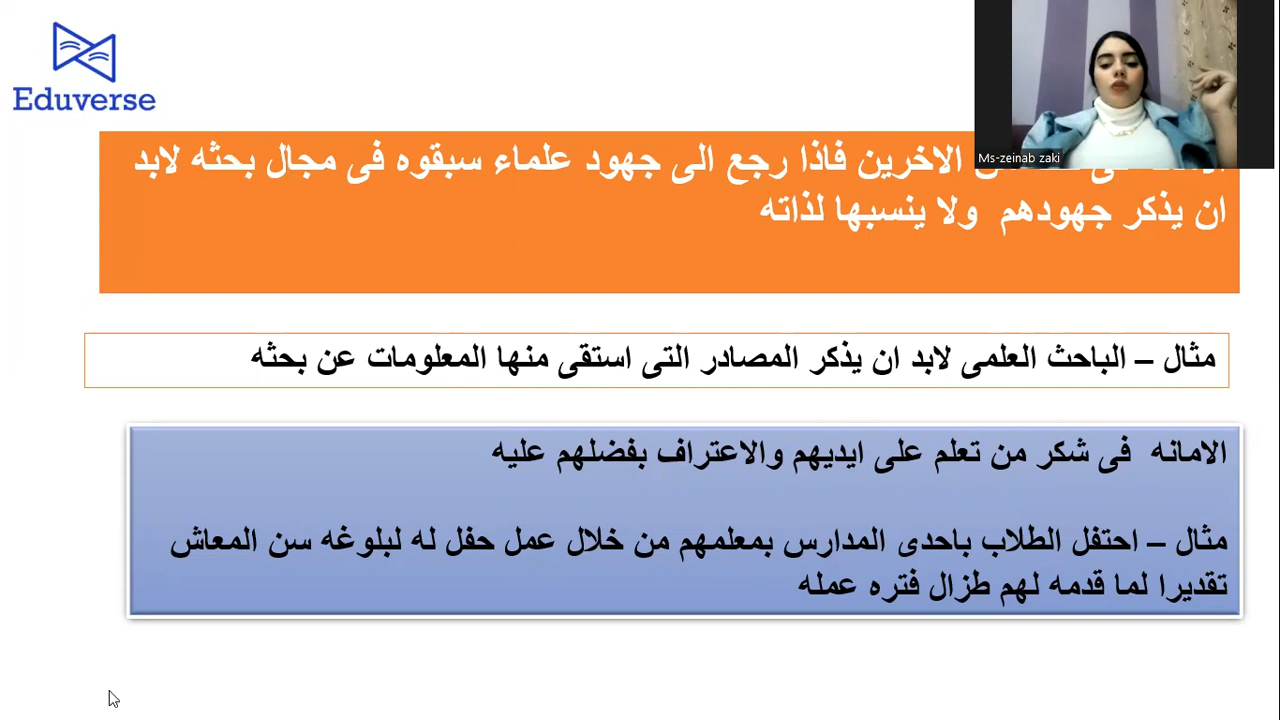 Eduverse
Ms-zeinab zaki
الاخرين فاذا رجع الى جهود علماء سبقوه فى مجال بحثه لابد
ان يذكر جهودهم ولا ينسبها لذاته
مثال – الباحث العلمى لابد ان يذكر المصادر التى استقى منها المعلومات عن بحثه
الامانه فى شكر من تعلم على ايديهم والاعتراف بفضلهم عليه
مثال – احتفل الطلاب باحدى المدارس بمعلمهم من خلال عمل حفل له لبلوغه سن المعاش
تقديرا لما قدمه لهم طزال فتره عمله